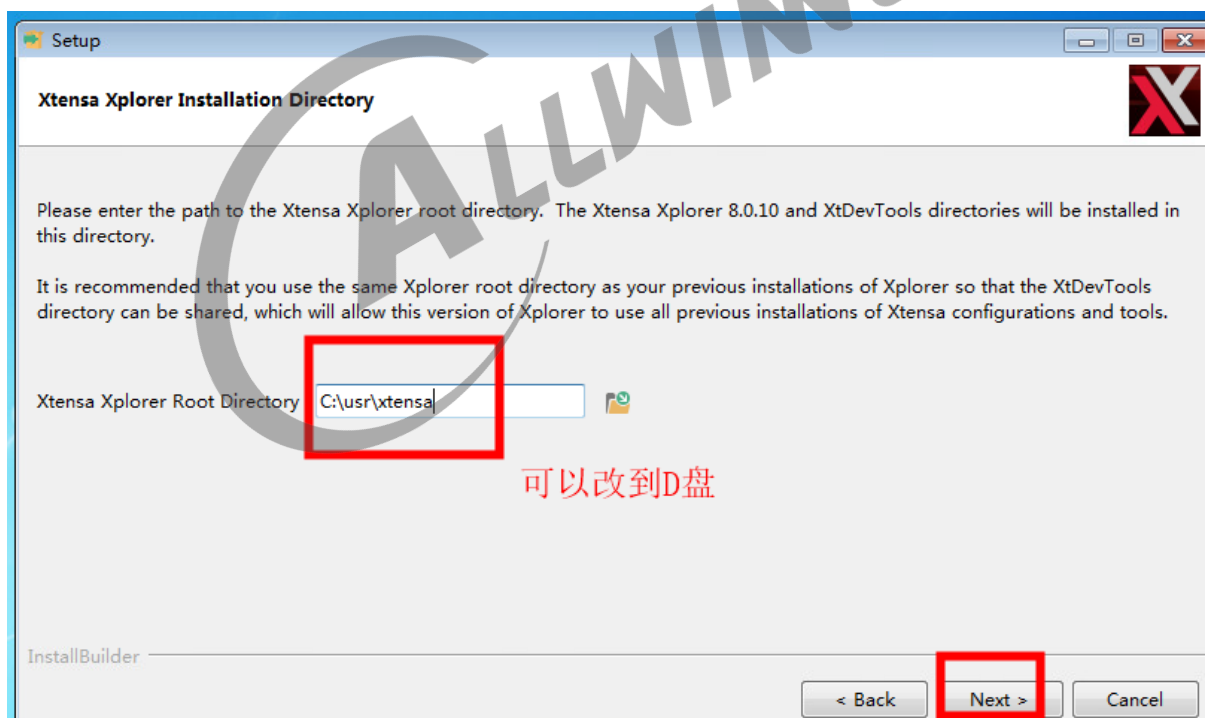 Setup
Xtensa Xplorer Installation Directory
Please enter the path to the Xtensa Xplorer root directory.  The Xtensa Xplorer 8.0.10 and XtDevTools directories will be installed in
this directory.
It is recommended that you use the same Xplorer root directory as your previous installations of Xplorer so that the XtDevTools
directory can be shared, which will allow this version of Xplorer to use all previous installations of Xtensa configurations and tools.
Xtensa Xplorer Root Directory C:\usr\xtensa
可以改到D盘
InstallBuilder
< Back Next > Cancel
ALLWIN